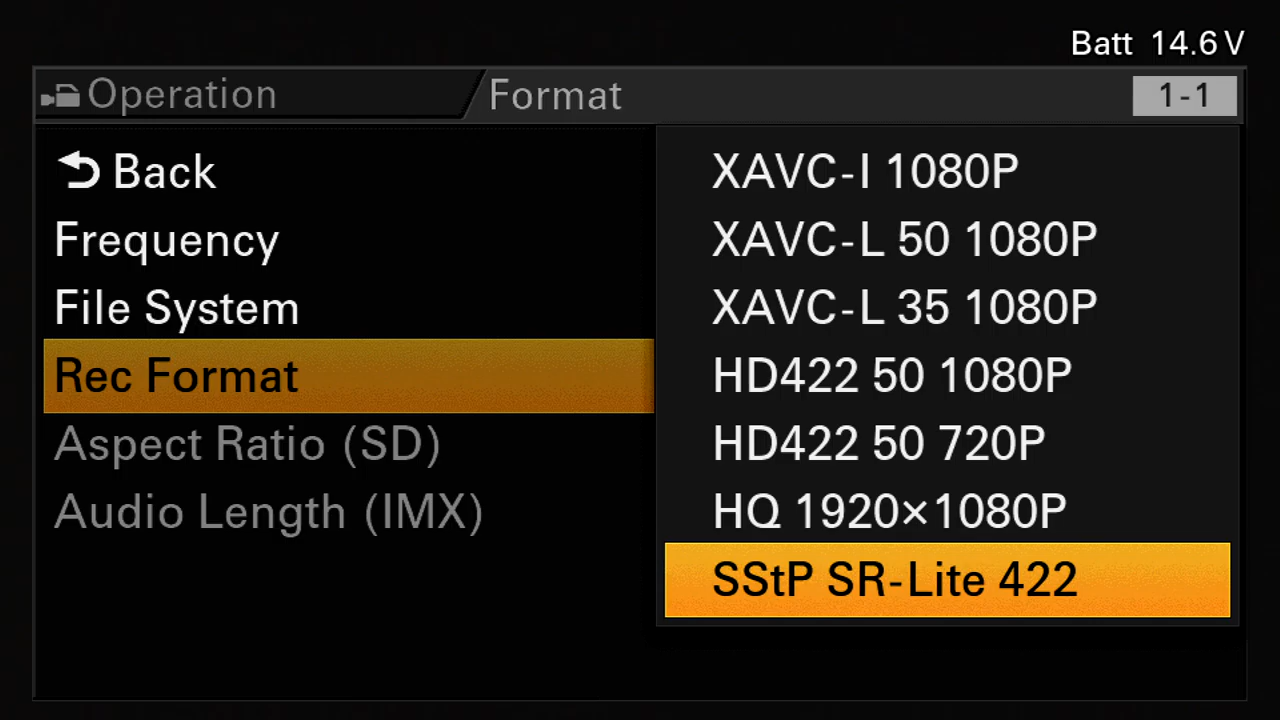 Batt 14.6 V
Operation
Format
1-1
Back
Frequency
File System
Rec Format
Aspect Ratio (SD)
Audio Length (IMX)
XAVC-I 1080P
XAVC-L 50 1080P
XAVC-L 35 1080P
HD422 50 1080P
HD422 50 720P
HQ 1920×1080P
SStP SR-Lite 422